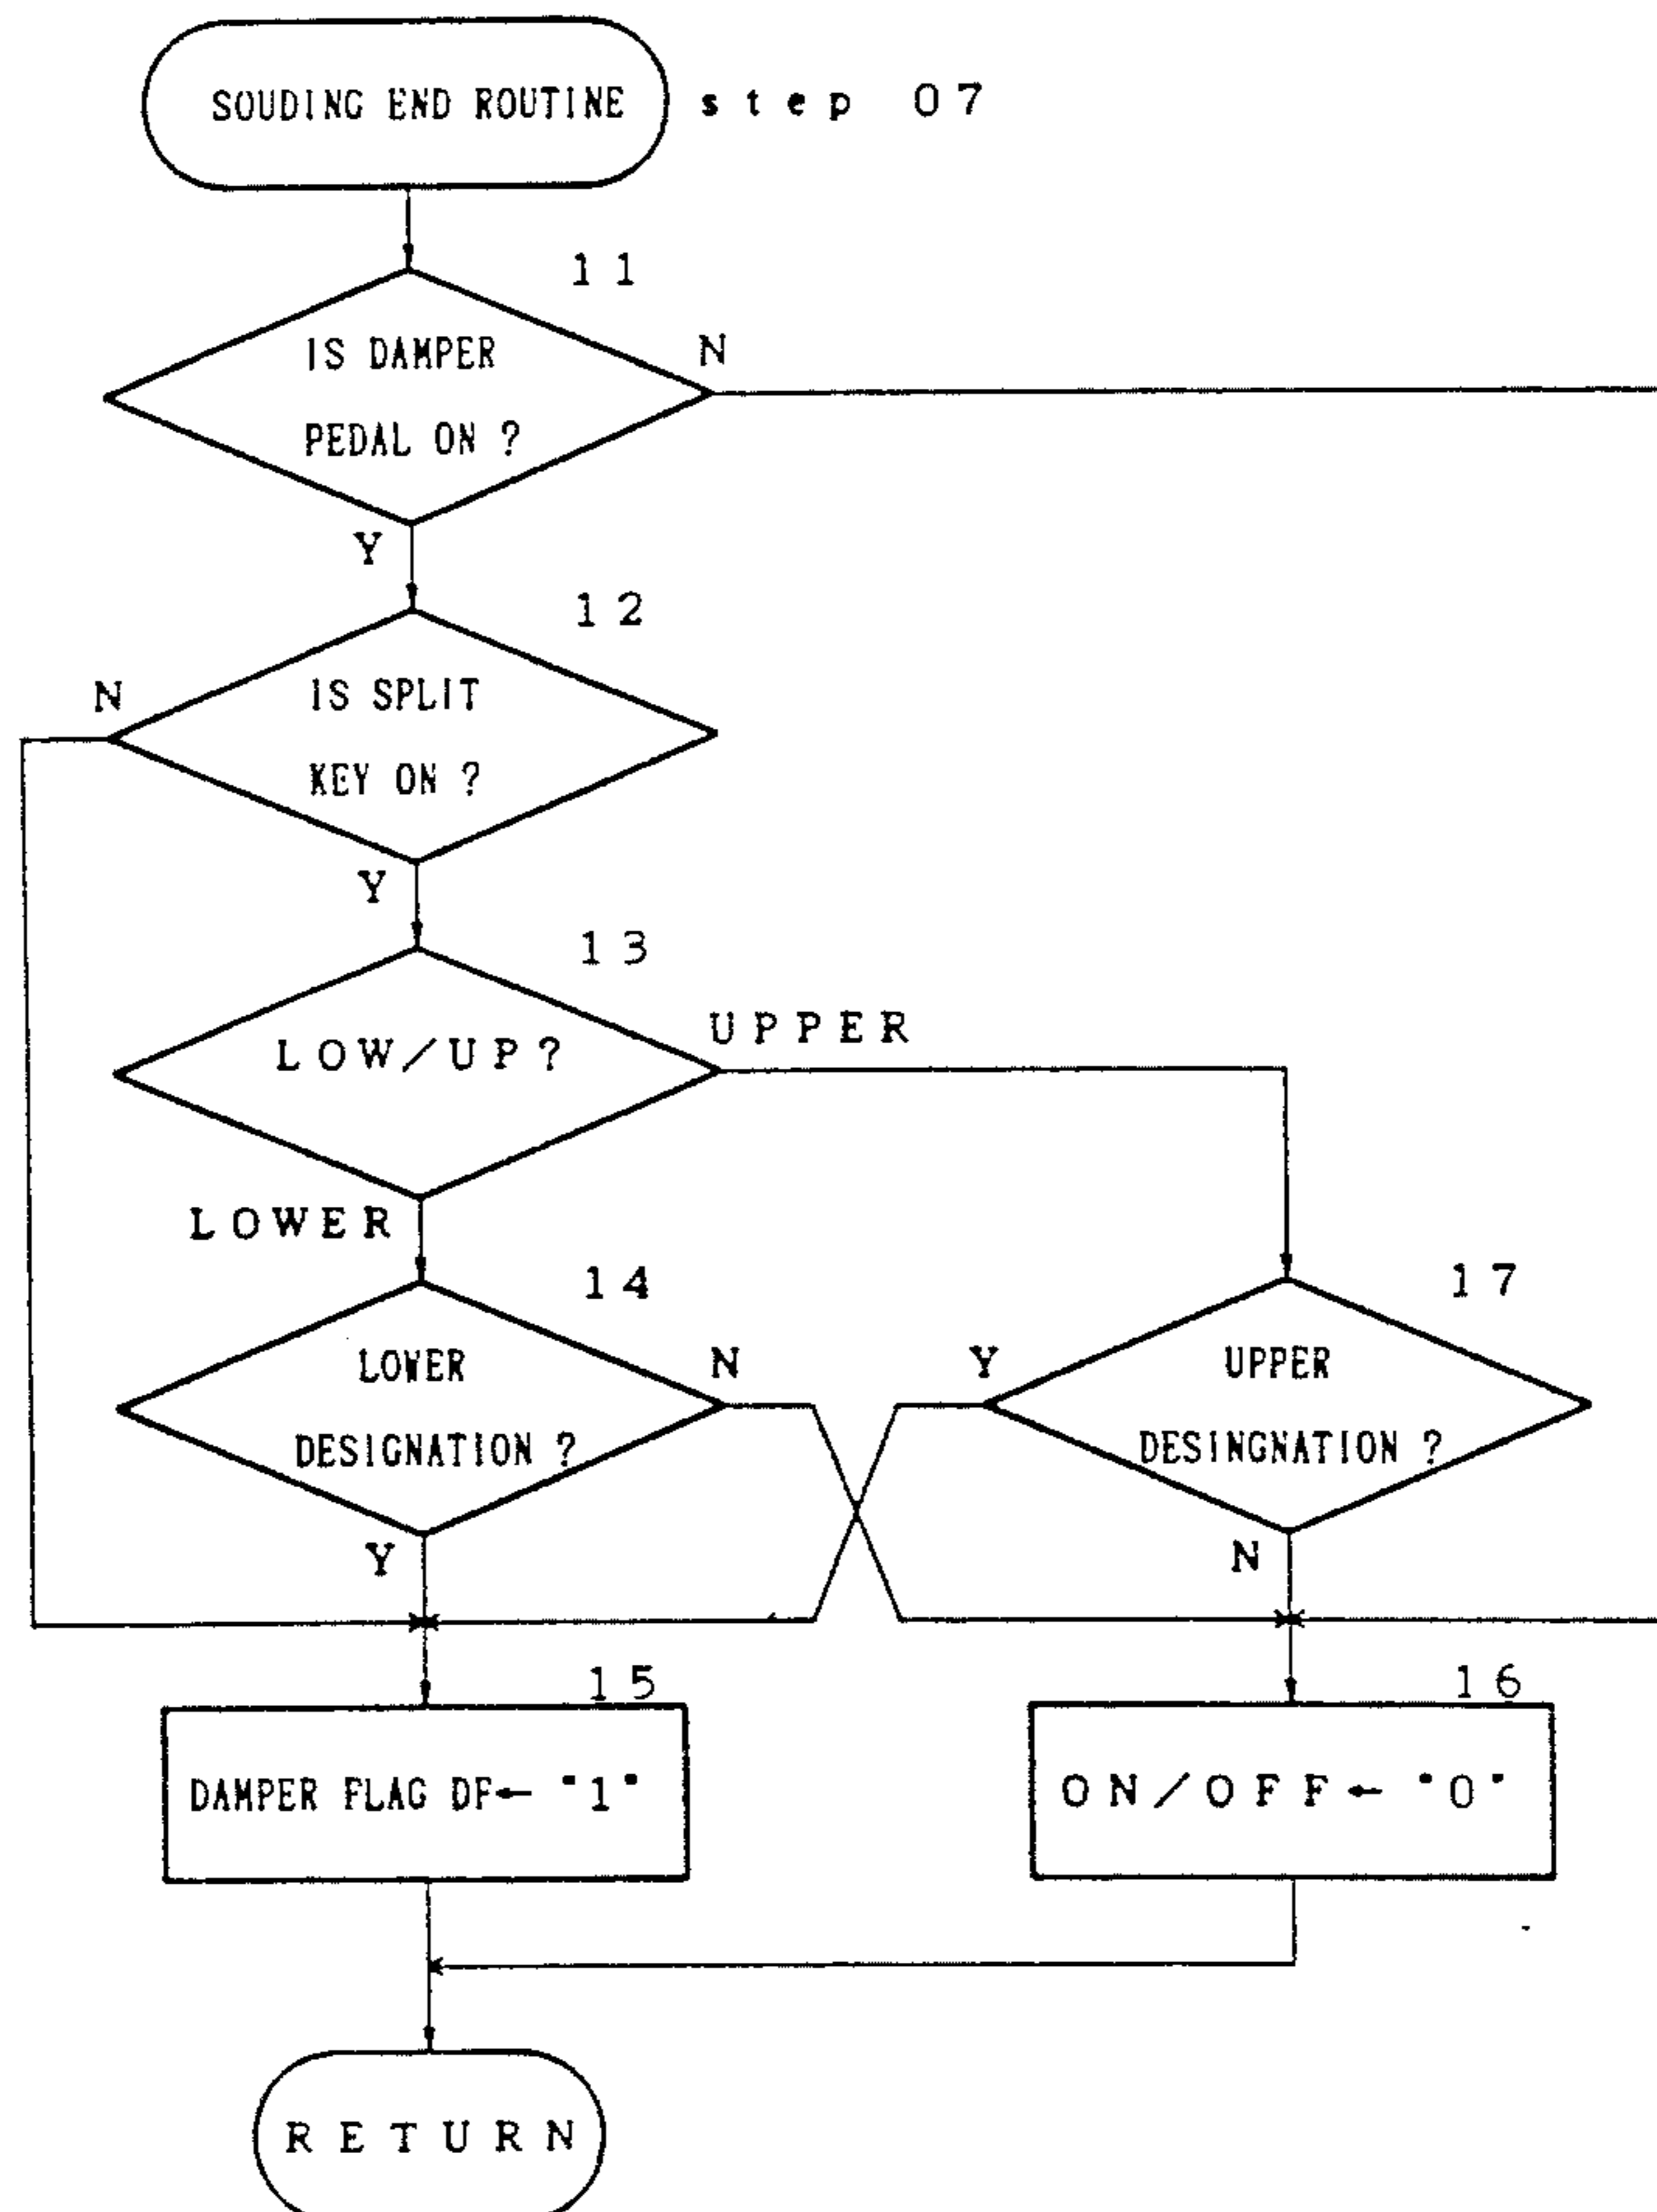 SOUDING END ROUTINE step 07
11
IS DAMPER
PEDAL ON ?
N
Y
12
N
IS SPLIT
KEY ON ?
Y
13
LOW/UP?
UPPER
LOWER
14
LOWER
DESIGNATION ?
N
Y
17
Y
UPPER
DESINGNATION ?
N
15
DAMPER FLAG DF← "1"
16
ON/OFF← "0"
RETURN